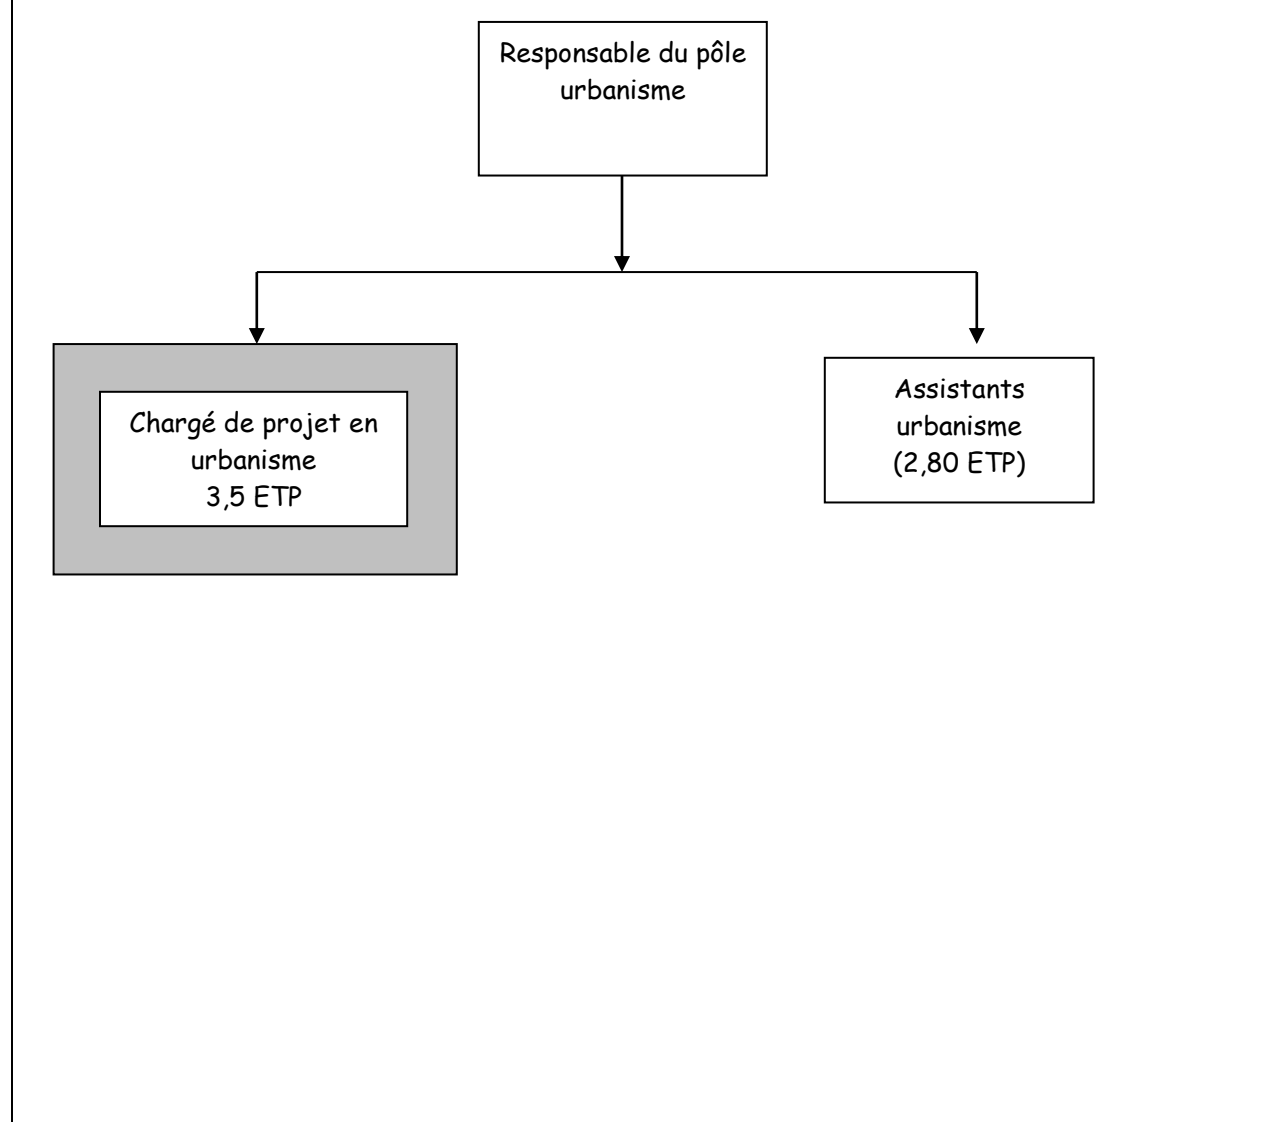 Responsable du pôle
urbanisme
Chargé de projet en
urbanisme
3,5 ETP
Assistants
urbanisme
(2,80 ETP)